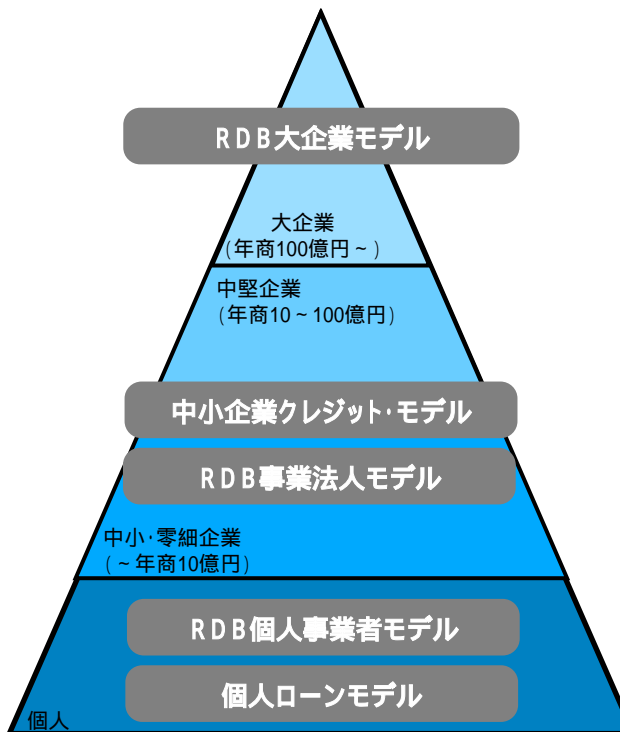 RDB大企業モデル
大企業
(年商100億円~)
中堅企業
(年商10~100億円)
中小企業クレジット・モデル
RDB事業法人モデル
中小・零細企業
(~年商10億円)
RDB個人事業者モデル
個人ローンモデル
個人